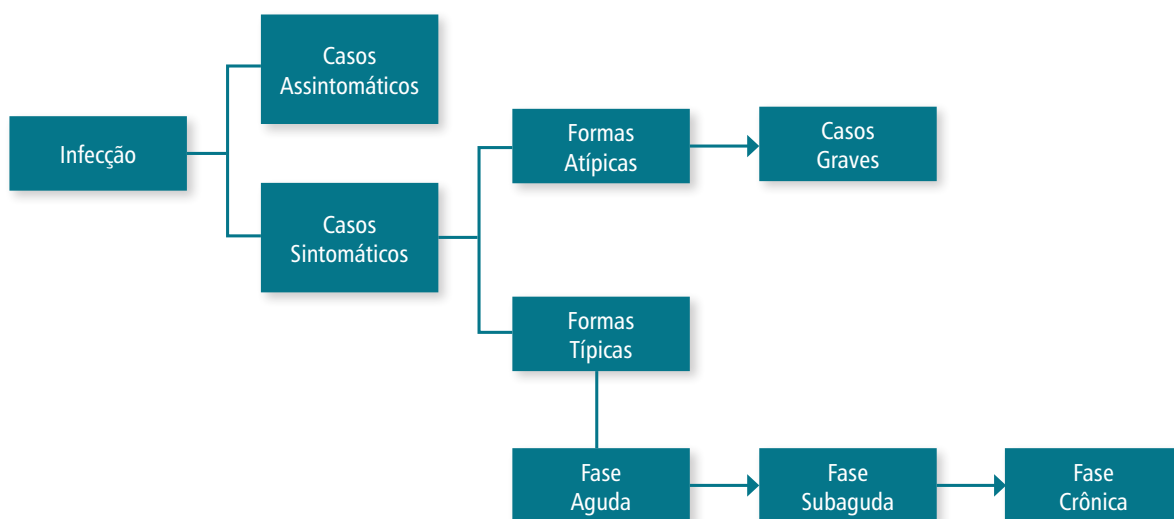 Infecção
Casos
Assintomáticos
Casos
Sintomáticos
Formas
Atípicas
Casos
Graves
Formas
Típicas
Fase
Aguda
Fase
Subaguda
Fase
Crônica